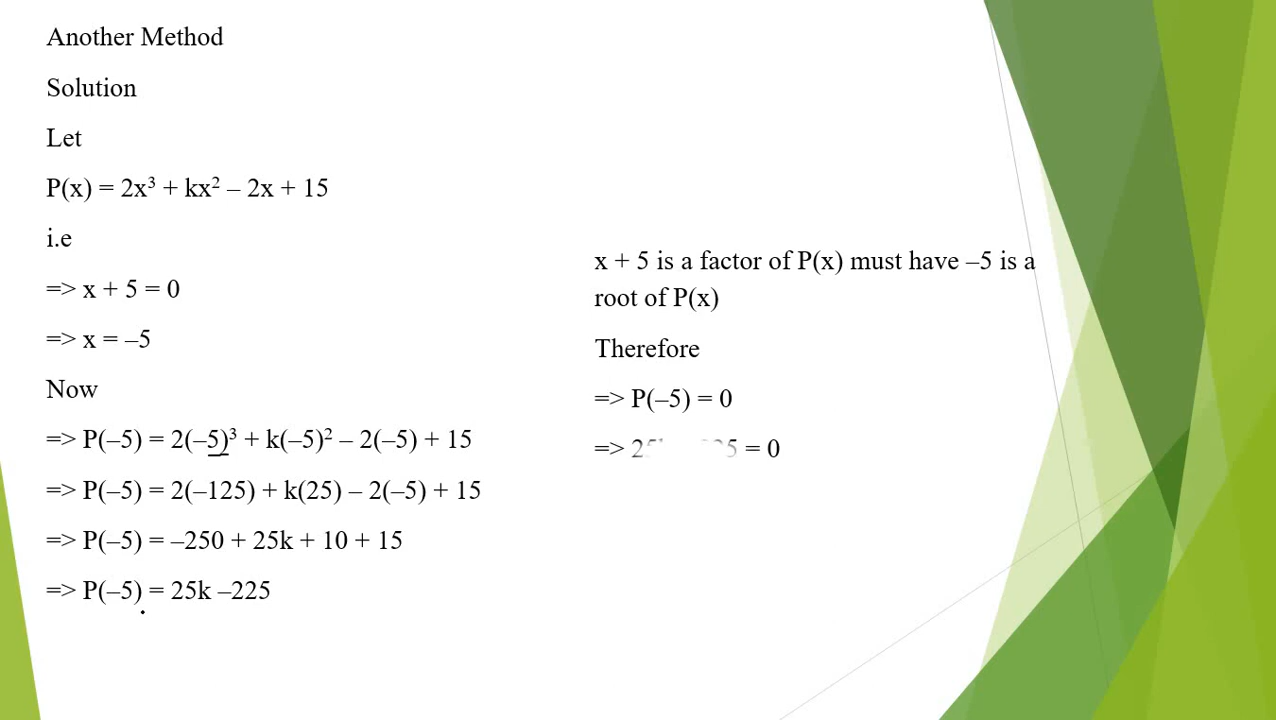 Another Method
Solution
Let
P(x) = 2x³ + kx² – 2x + 15
i.e
=> x + 5 = 0
=> x = –5
Now
=> P(–5) = 2(–5)³ + k(–5)² – 2(–5) + 15
=> P(–5) = 2(–125) + k(25) – 2(–5) + 15
=> P(–5) = –250 + 25k + 10 + 15
=> P(–5) = 25k –225
x + 5 is a factor of P(x) must have –5 is a
root of P(x)
Therefore
=> P(–5) = 0
=> = 0